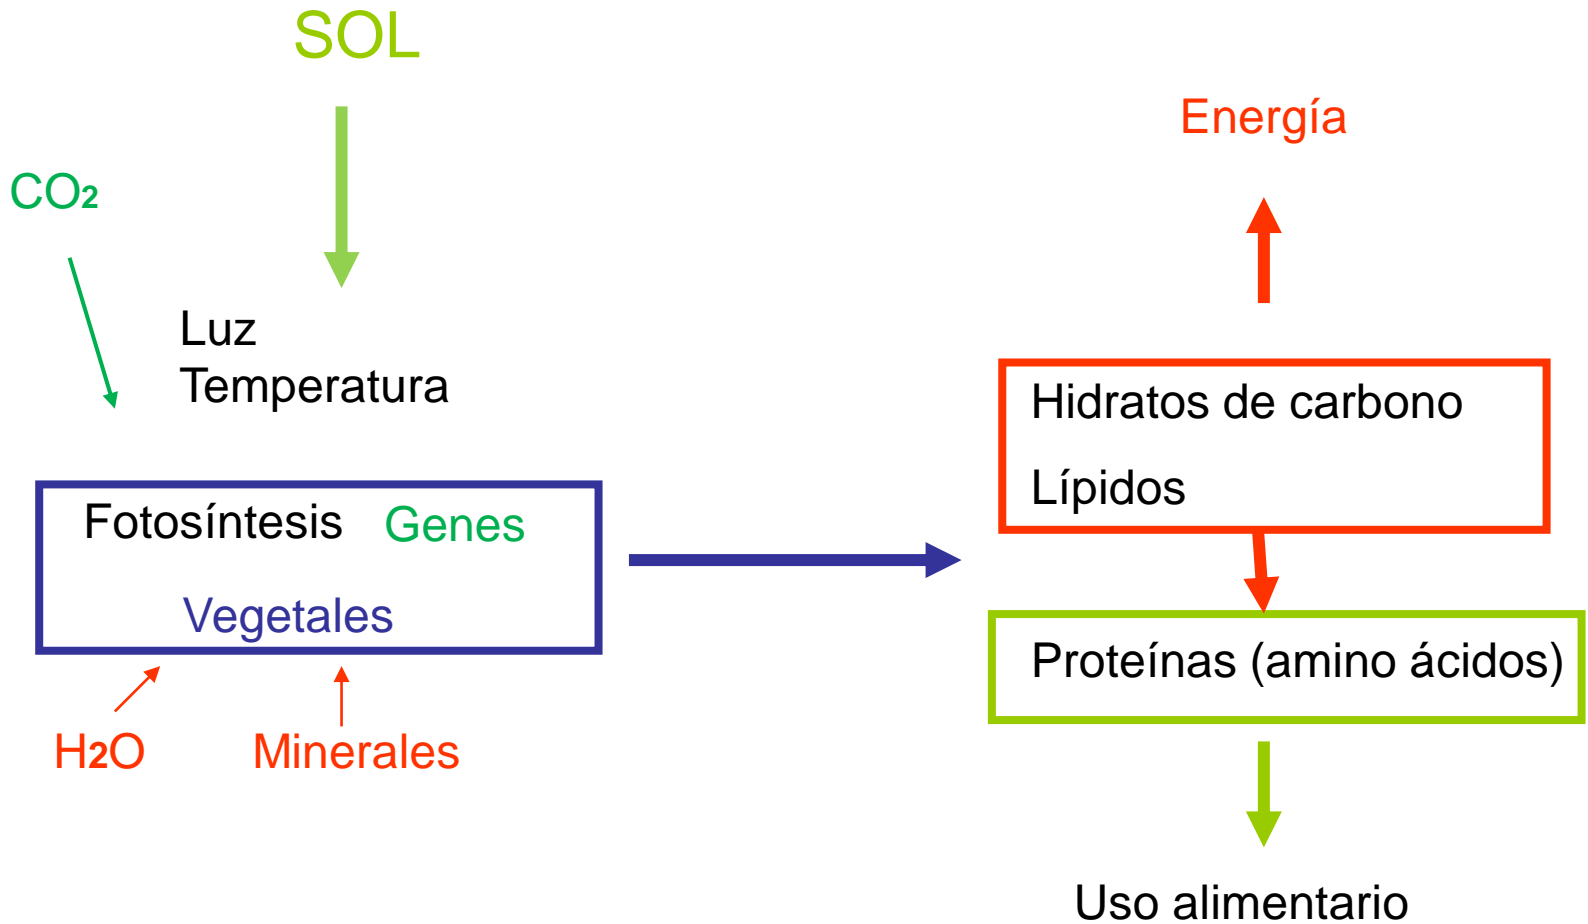 SOL
CO2
Luz
Temperatura
Fotosíntesis Genes
Vegetales
H2O Minerales
Energía
Hidratos de carbono
Lípidos
Proteínas (amino ácidos)
Uso alimentario